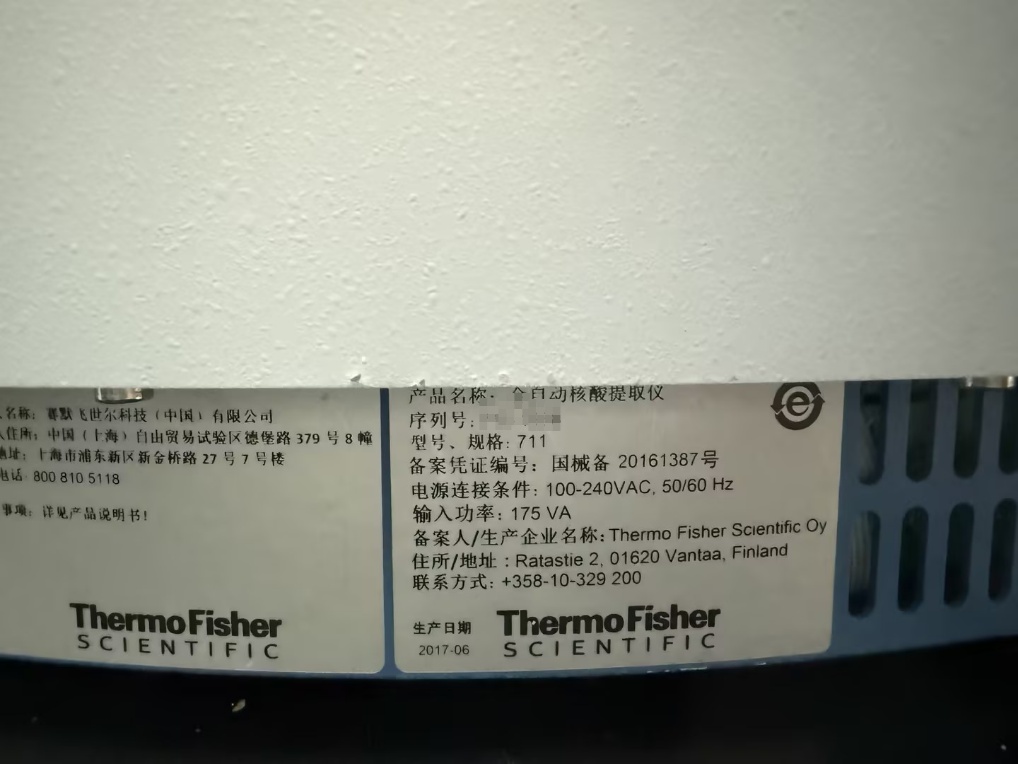 名称: 赛默飞世尔科技 (中国) 有限公司
住所: 中国 (上海) 自由贸易试验区德堡路 379 号 8 幢
地址: 上海市浦东新区新金桥路 27 号 7 号楼
电话: 800 810 5118
事项: 详见产品说明书!
ThermoFisher
SCIENTIFIC
产品名称: 全自动核酸提取仪
序列号:
型号、规格: 711
备案凭证编号: 国械备 20161387号
电源连接条件: 100-240VAC, 50/60 Hz
输入功率: 175 VA
备案人/生产企业名称: Thermo Fisher Scientific Oy
住所/地址 : Ratastie 2, 01620 Vantaa, Finland
联系方式: +358-10-329 200
生产日期
2017-06
ThermoFisher
SCIENTIFIC